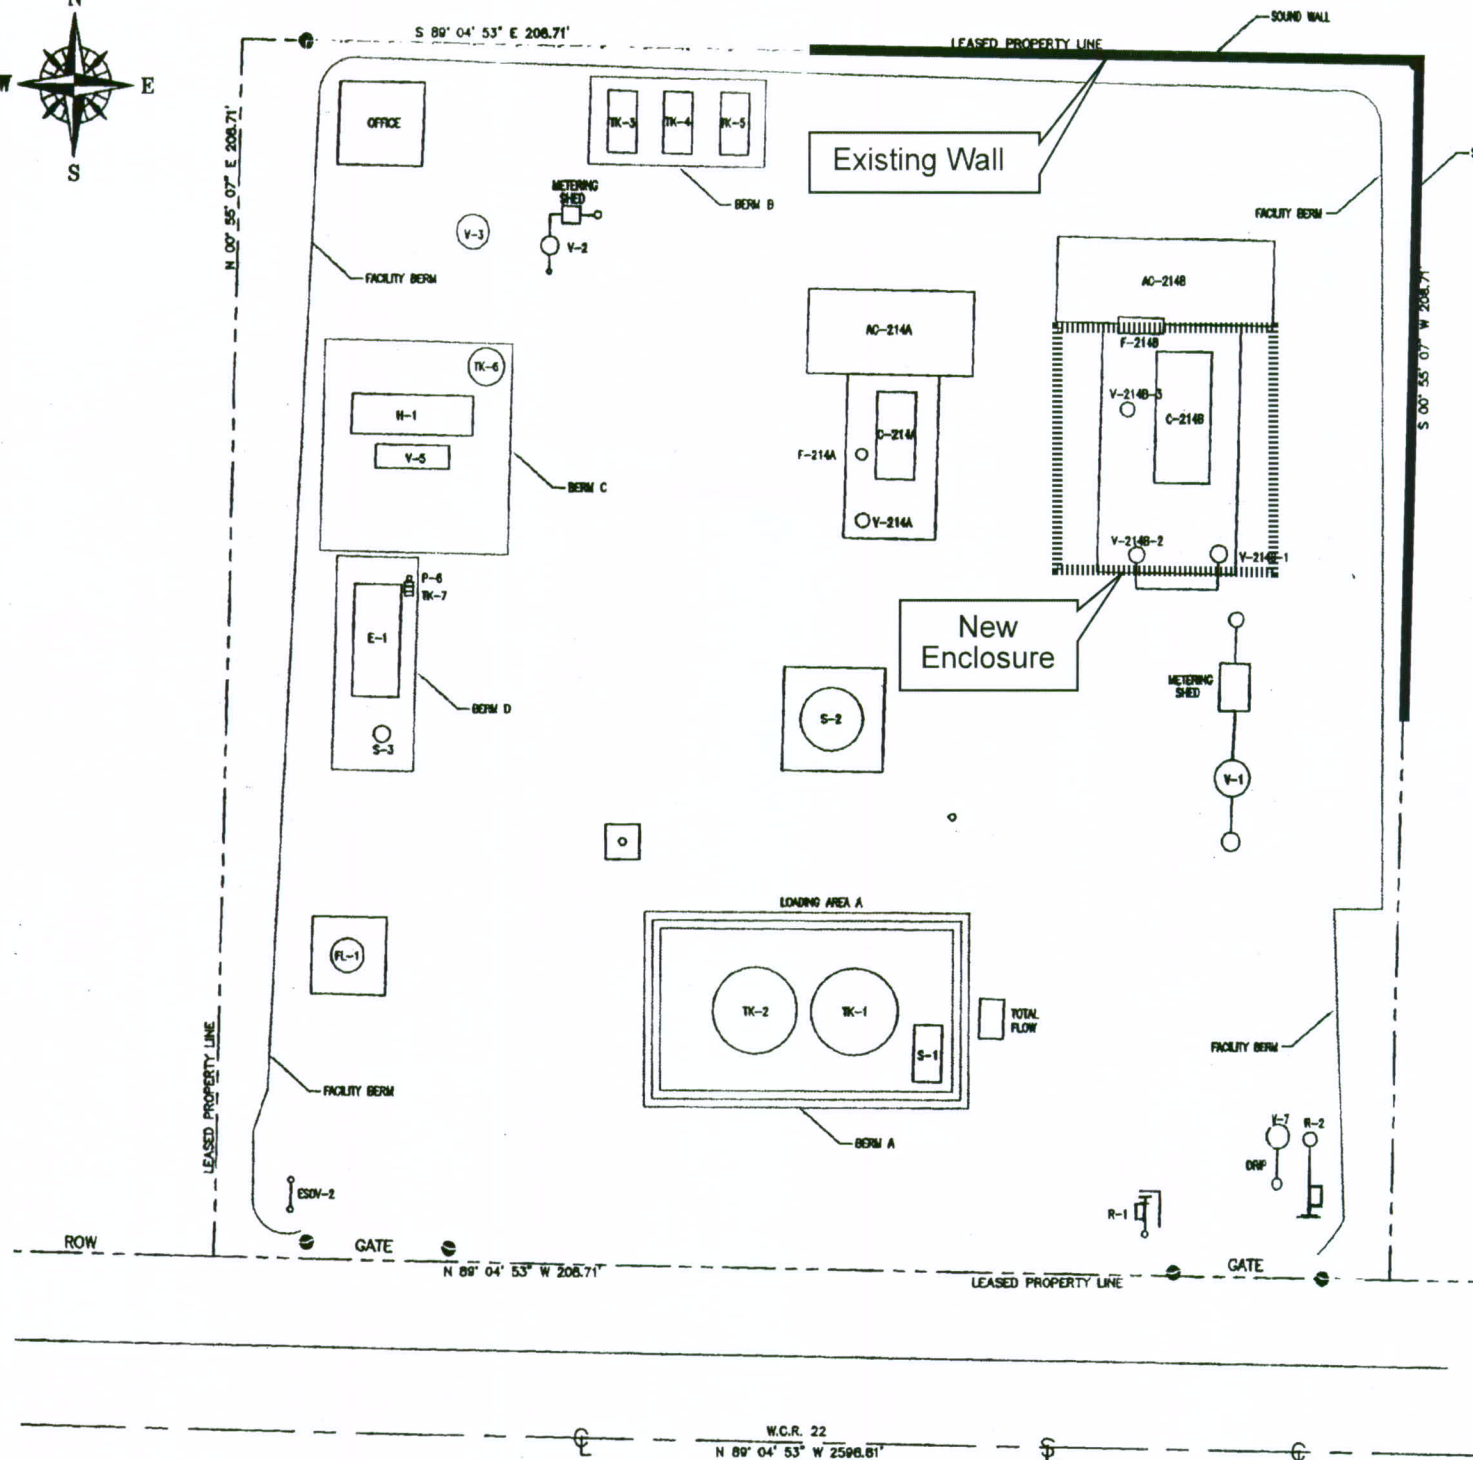 N
SOUND WALL
S 89° 04' 53" E 208.71'
LEASED PROPERTY LINE
W
E
OFFICE
TK-3
TK-4
TK-5
S
Existing Wall
METERING
SHED
BERM B
FACILITY BERM
N 00° 55' 07" E 208.71'
V-3
V-2
FACILITY BERM
AC-214B
S 00° 55' 07" W 208.71'
AC-214A
F-214B
TK-6
V-214B-3
H-1
C-214B
C-214A
V-5
F-214A
BERM C
V-214A
V-214B-2
V-214B-1
P-6
TK-7
New
Enclosure
E-1
METERING
SHED
BERM D
S-2
S-3
V-1
LOADING AREA A
FL-1
TK-2
TK-1
TOTAL
FLOW
S-1
FACILITY BERM
LEASED PROPERTY LINE
FACILITY BERM
V-7
BERM A
DRIP
ESDV-2
R-1
ROW
GATE
GATE
N 89° 04' 53" W 208.71'
LEASED PROPERTY LINE
W.C.R. 22
N 89° 04' 53" W 2598.61'